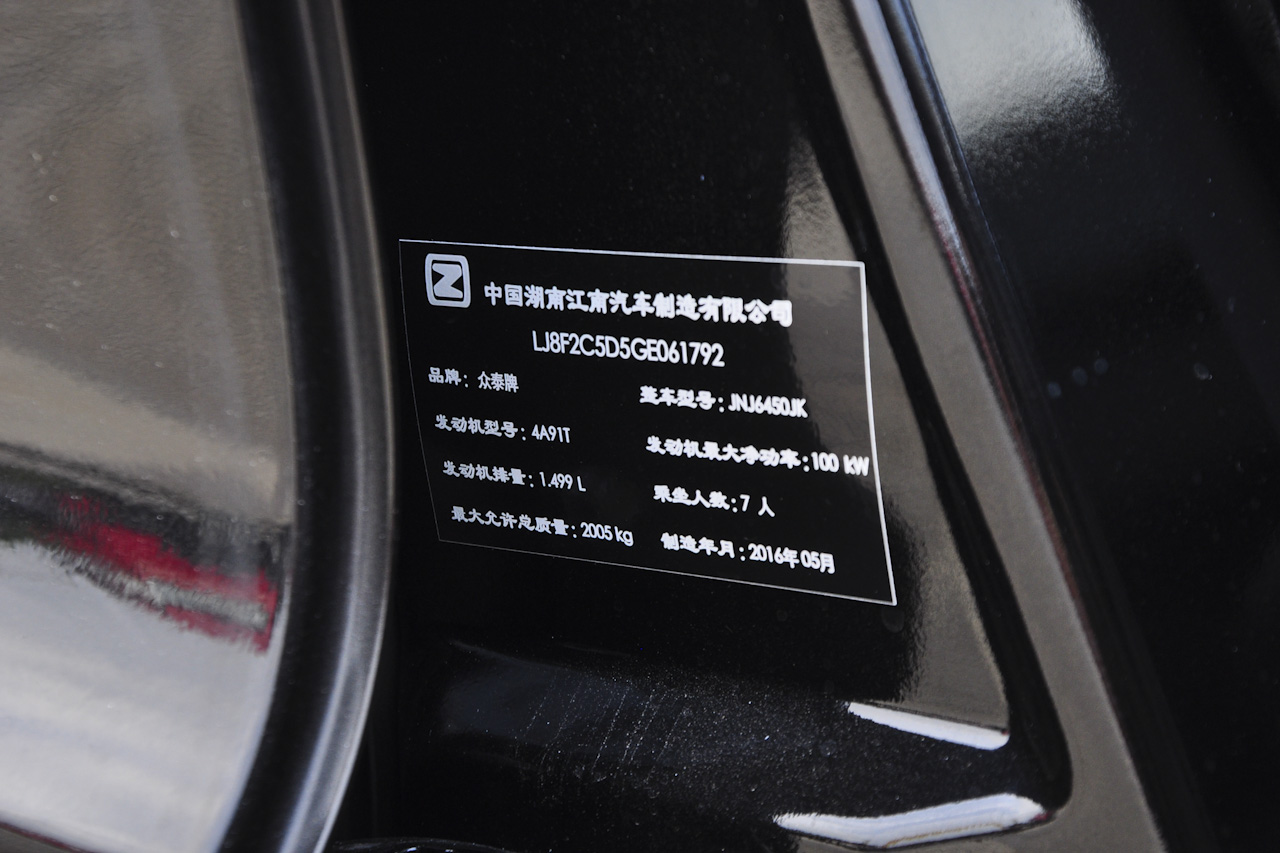 Z 中国湖南江南汽车制造有限公司
LJ8F2C5D5GE061792
品牌：众泰牌 整车型号：JNJ6450JK
发动机型号：4A91T 发动机最大净功率：100 kW
发动机排量：1.499 L 乘坐人数：7 人
最大允许总质量：2005 kg 制造年月：2016年05月